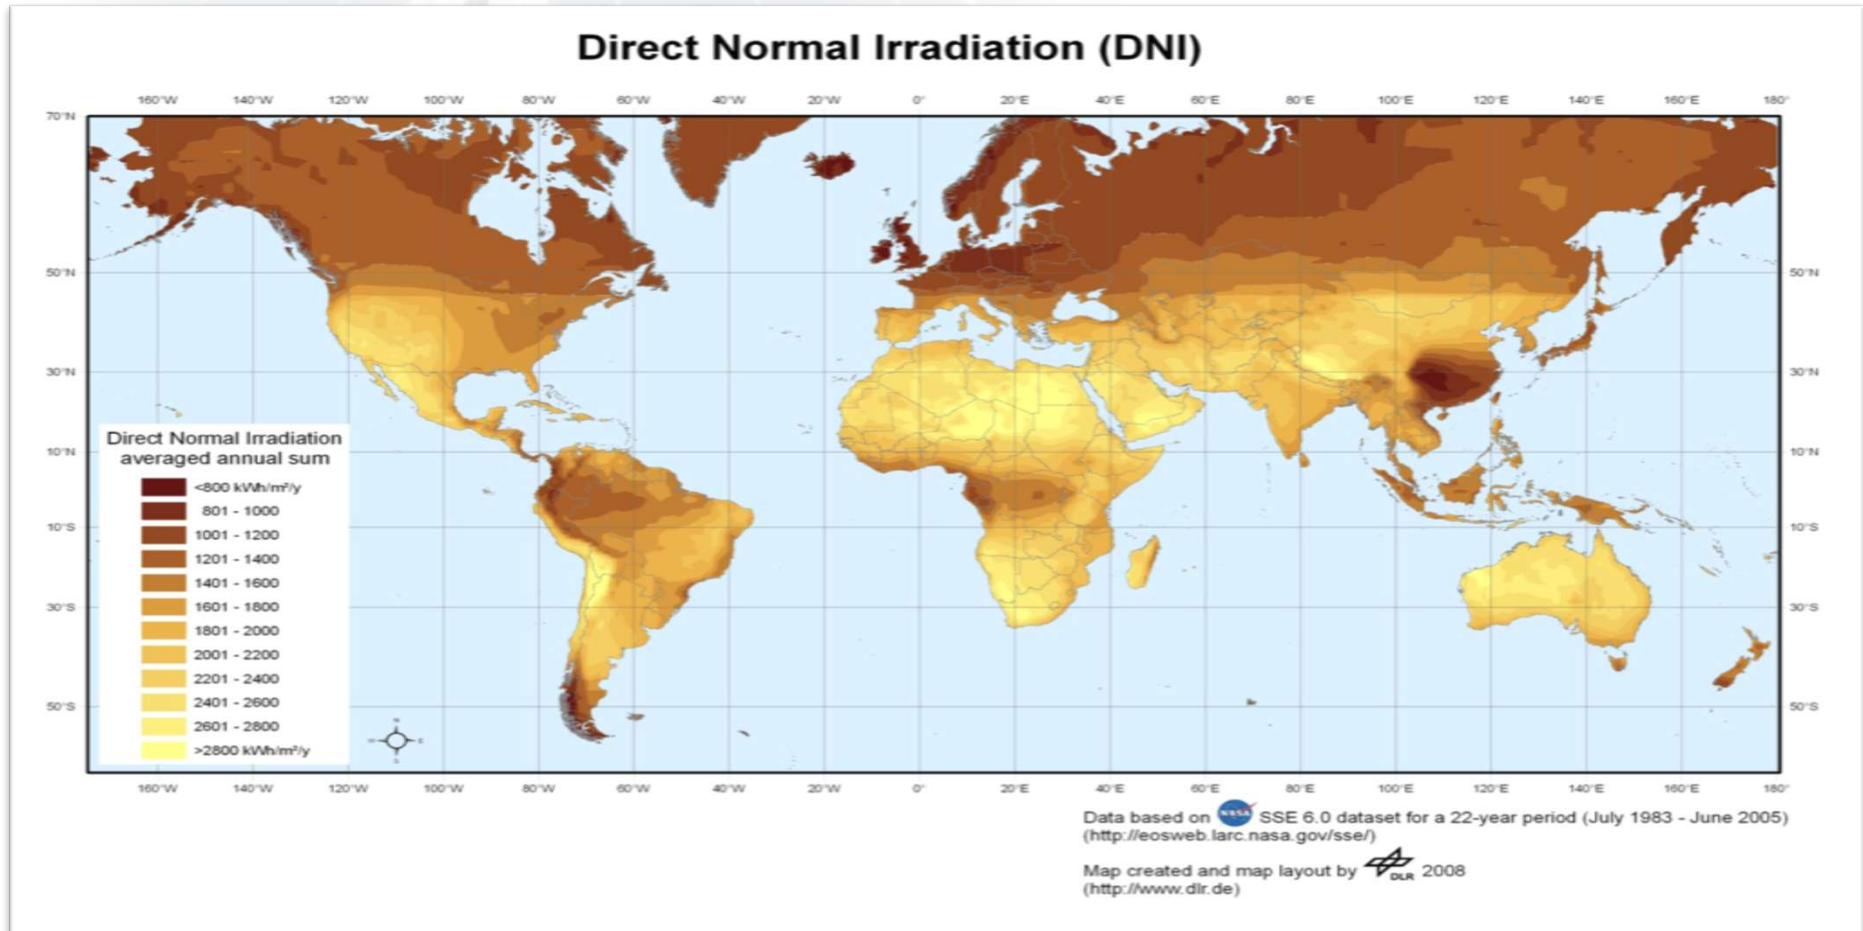 Direct Normal Irradiation (DNI)
160°W 140°W 120°W 100°W 80°W 60°W 40°W 20°W 0° 20°E 40°E 60°E 80°E 100°E 120°E 140°E 160°E 180°
70°N
50°N 50°N
30°N 30°N
10°N 10°N
10°S 10°S
30°S 30°S
50°S 50°S
Direct Normal Irradiation
averaged annual sum
<800 kWh/m²/y
801 - 1000
1001 - 1200
1201 - 1400
1401 - 1600
1601 - 1800
1801 - 2000
2001 - 2200
2201 - 2400
2401 - 2600
2601 - 2800
>2800 kWh/m²/y
N
W E
S
160°W 140°W 120°W 100°W 80°W 60°W 40°W 20°W 0° 20°E 40°E 60°E 80°E 100°E 120°E 140°E 160°E 180°
Data based on NASA SSE 6.0 dataset for a 22-year period (July 1983 - June 2005)
(http://eosweb.larc.nasa.gov/sse/)
Map created and map layout by DLR 2008
(http://www.dlr.de)